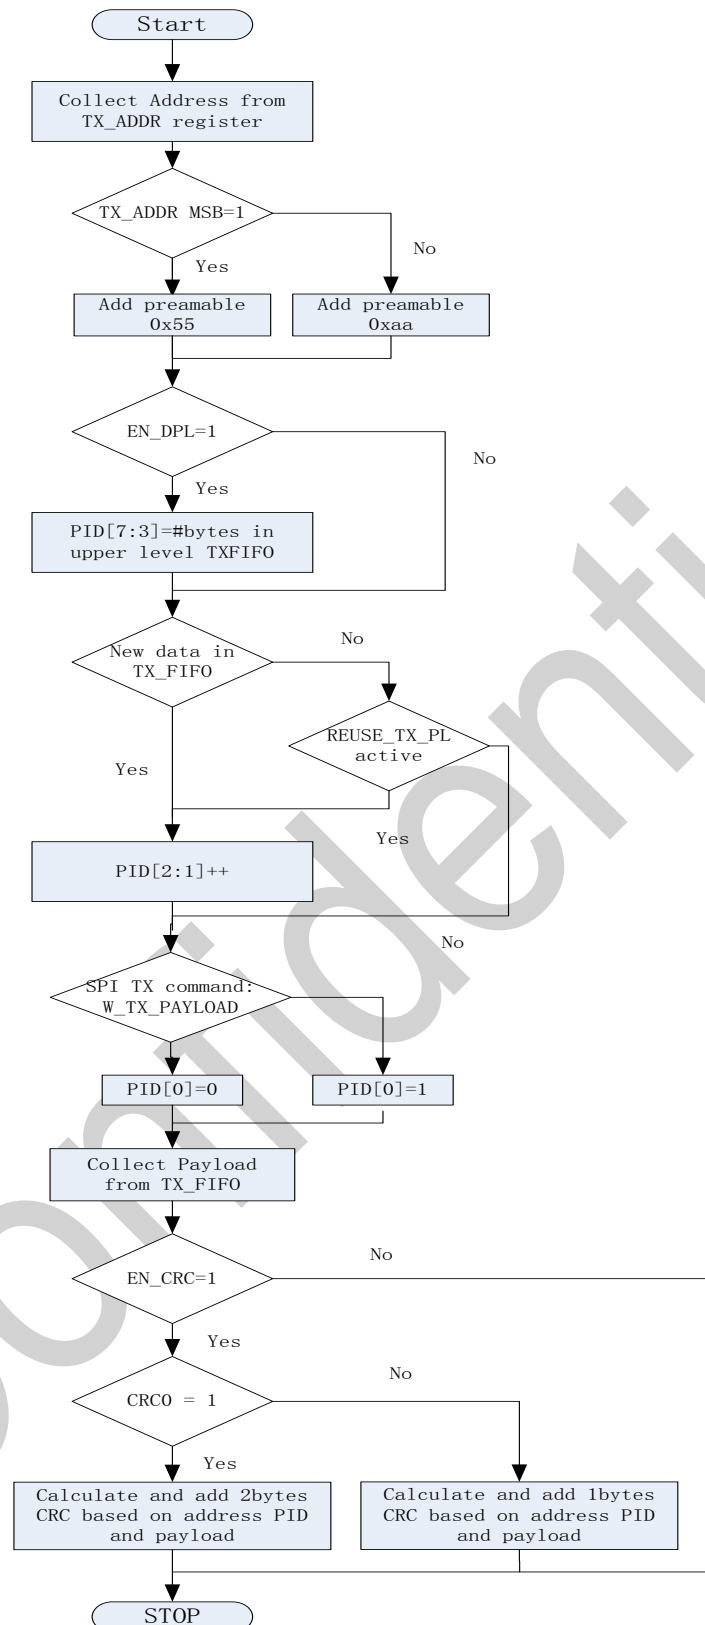 Start
Collect Address from
TX_ADDR register
TX_ADDR MSB=1
No
Yes
Add preamable
0x55
Add preamable
0xaa
EN_DPL=1
No
Yes
PID[7:3]=#bytes in
upper level TXFIFO
No
New data in
TX_FIFO
REUSE_TX_PL
active
Yes
Yes
PID[2:1]++
No
SPI TX command:
W_TX_PAYLOAD
PID[0]=0
PID[0]=1
Collect Payload
from TX_FIFO
No
EN_CRC=1
Yes
No
CRCO = 1
Yes
Calculate and add 2bytes
CRC based on address PID
and payload
Calculate and add 1bytes
CRC based on address PID
and payload
STOP
onfidenti